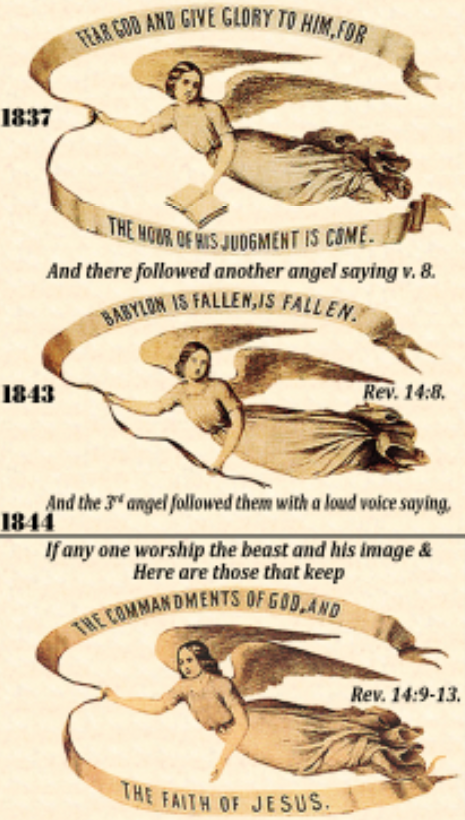 FEAR GOD AND GIVE GLORY TO HIM, FOR
1837
THE HOUR OF HIS JUDGMENT IS COME.
And there followed another angel saying v. 8.
BABYLON IS FALLEN, IS FALLEN.
1843
Rev. 14:8.
And the 3rd angel followed them with a loud voice saying,
1844
If any one worship the beast and his image &
Here are those that keep
THE COMMANDMENTS OF GOD, AND
Rev. 14:9-13.
THE FAITH OF JESUS.